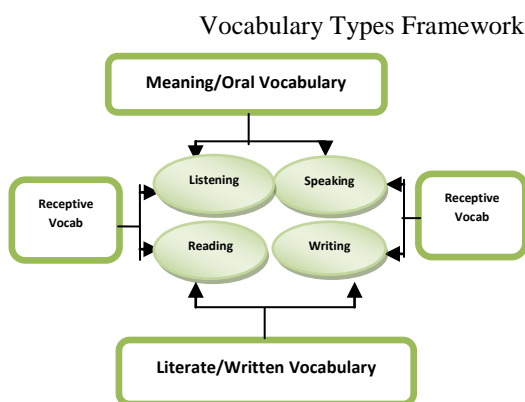 Vocabulary Types Framework
Meaning/Oral Vocabulary
Listening
Speaking
Receptive
Vocab
Receptive
Vocab
Reading
Writing
Literate/Written Vocabulary